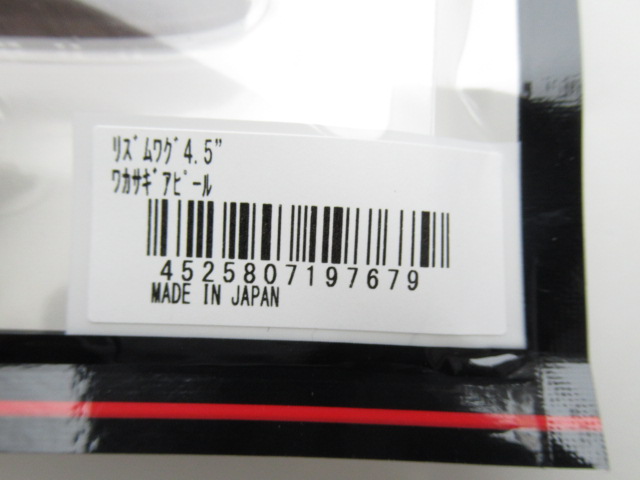 ﾘｽﾞﾑﾜｸﾞ4.5"
ﾜｶｻｷﾞｱﾋﾟｰﾙ
4525807197679
MADE IN JAPAN